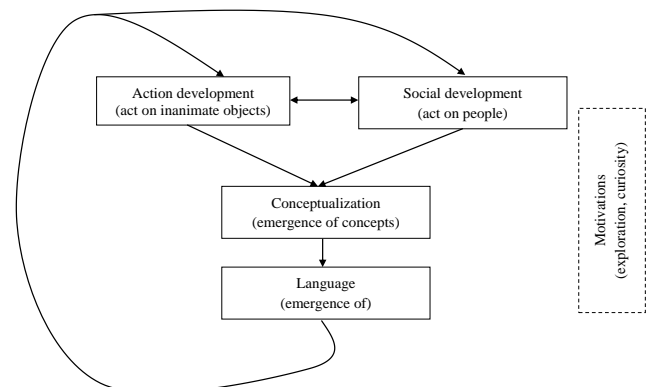 Action development
(act on inanimate objects)
Social development
(act on people)
Conceptualization
(emergence of concepts)
Language
(emergence of)
Motivations
(exploration, curiosity)